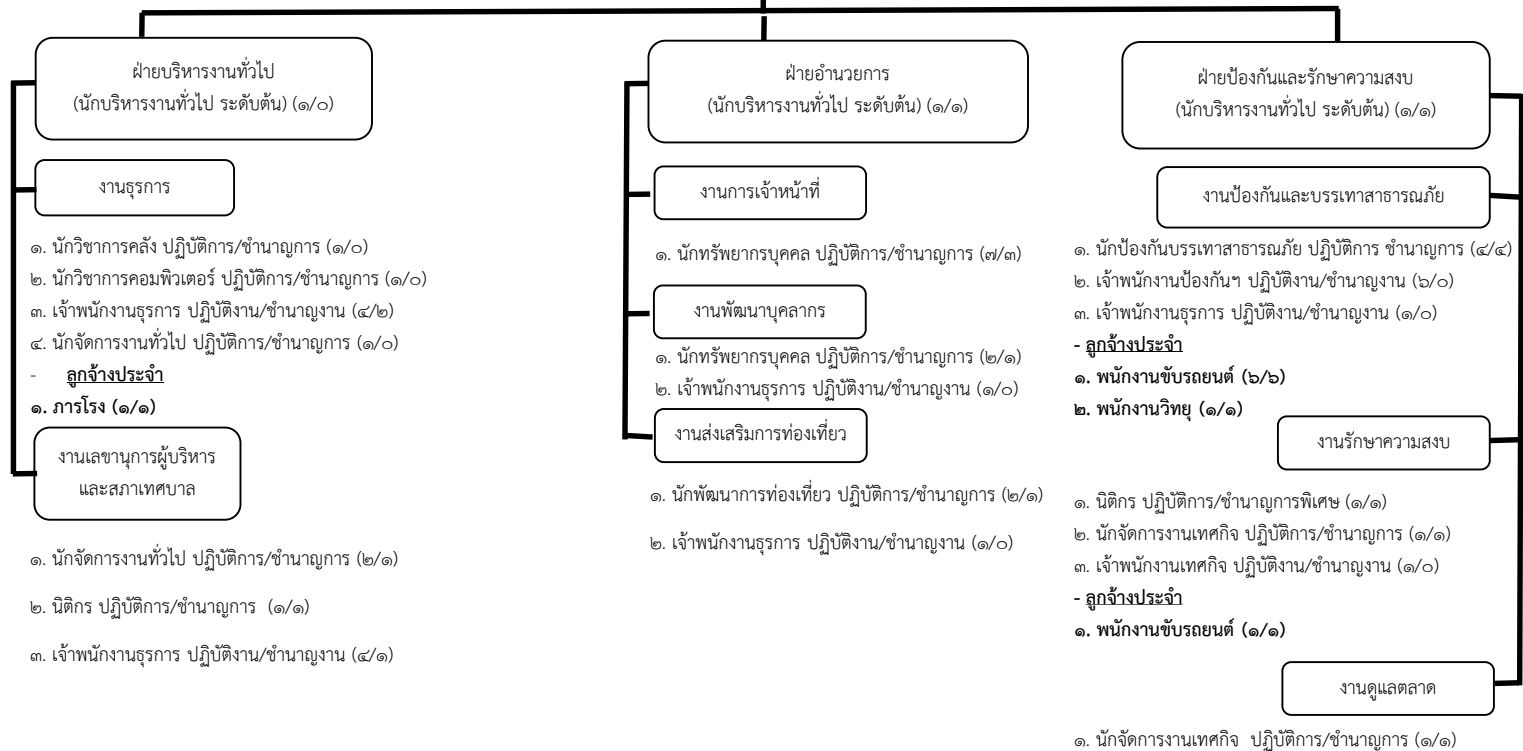 ฝ่ายบริหารงานทั่วไป
(นักบริหารงานทั่วไป ระดับต้น) (๑/๐)
งานธุรการ
๑. นักวิชาการคลัง ปฏิบัติการ/ชำนาญการ (๑/๐)
๒. นักวิชาการคอมพิวเตอร์ ปฏิบัติการ/ชำนาญการ (๑/๐)
๓. เจ้าพนักงานธุรการ ปฏิบัติงาน/ชำนาญงาน (๔/๒)
๔. นักจัดการงานทั่วไป ปฏิบัติการ/ชำนาญการ (๑/๐)
- ลูกจ้างประจำ
๑. ภารโรง (๑/๑)
งานเลขานุการผู้บริหาร
และสภาเทศบาล
๑. นักจัดการงานทั่วไป ปฏิบัติการ/ชำนาญการ (๒/๑)
๒. นิติกร ปฏิบัติการ/ชำนาญการ (๑/๑)
๓. เจ้าพนักงานธุรการ ปฏิบัติงาน/ชำนาญงาน (๔/๑)
ฝ่ายอำนวยการ
(นักบริหารงานทั่วไป ระดับต้น) (๑/๑)
งานการเจ้าหน้าที่
๑. นักทรัพยากรบุคคล ปฏิบัติการ/ชำนาญการ (๗/๓)
งานพัฒนาบุคลากร
๑. นักทรัพยากรบุคคล ปฏิบัติการ/ชำนาญการ (๒/๑)
๒. เจ้าพนักงานธุรการ ปฏิบัติงาน/ชำนาญงาน (๑/๐)
งานส่งเสริมการท่องเที่ยว
๑. นักพัฒนาการท่องเที่ยว ปฏิบัติการ/ชำนาญการ (๒/๑)
๒. เจ้าพนักงานธุรการ ปฏิบัติงาน/ชำนาญงาน (๑/๐)
ฝ่ายป้องกันและรักษาความสงบ
(นักบริหารงานทั่วไป ระดับต้น) (๑/๑)
งานป้องกันและบรรเทาสาธารณภัย
๑. นักป้องกันบรรเทาสาธารณภัย ปฏิบัติการ ชำนาญการ (๔/๔)
๒. เจ้าพนักงานป้องกันฯ ปฏิบัติงาน/ชำนาญงาน (๖/๐)
๓. เจ้าพนักงานธุรการ ปฏิบัติงาน/ชำนาญงาน (๑/๐)
- ลูกจ้างประจำ
๑. พนักงานขับรถยนต์ (๖/๖)
๒. พนักงานวิทยุ (๑/๑)
งานรักษาความสงบ
๑. นิติกร ปฏิบัติการ/ชำนาญการพิเศษ (๑/๑)
๒. นักจัดการงานเทศกิจ ปฏิบัติการ/ชำนาญการ (๑/๑)
๓. เจ้าพนักงานเทศกิจ ปฏิบัติงาน/ชำนาญงาน (๑/๐)
- ลูกจ้างประจำ
๑. พนักงานขับรถยนต์ (๑/๑)
งานดูแลตลาด
๑. นักจัดการงานเทศกิจ ปฏิบัติการ/ชำนาญการ (๑/๑)